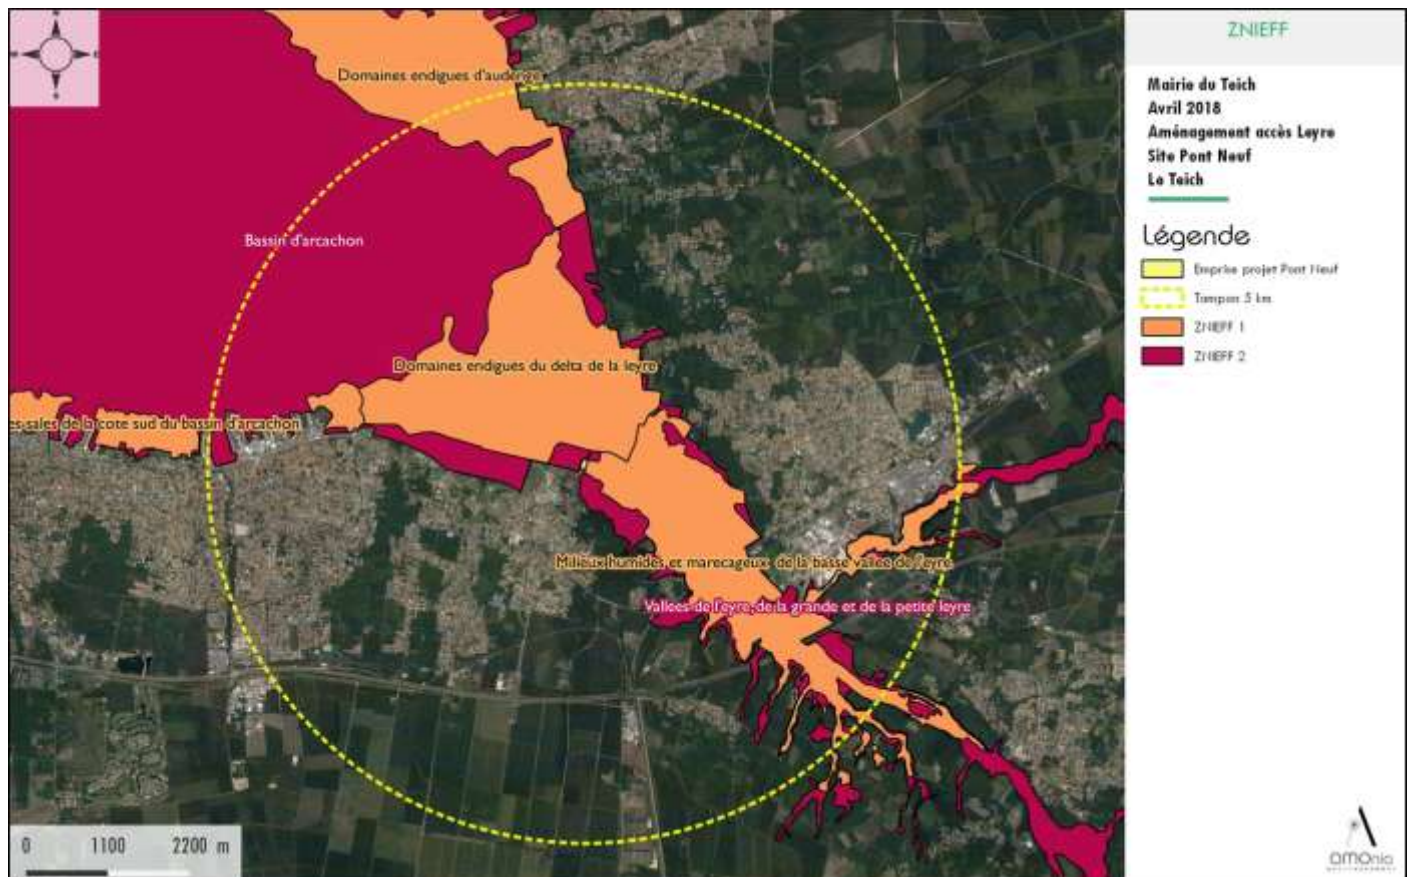 ZNIEFF
Mairie du Teich
Avril 2018
Aménagement accès Leyre
Site Pont Neuf
Le Teich
Légende
Emprise projet Pont Neuf
Tampon 5 km
ZNIEFF 1
ZNIEFF 2
Domaines endigues d'audenge
Bassin d'arcachon
Domaines endigues du delta de la leyre
es sales de la cote sud du bassin d'arcachon
Milieux humides et marecageux de la basse vallee de l'eyre
Vallees de l'eyre, de la grande et de la petite leyre
0 1100 2200 m
amonia